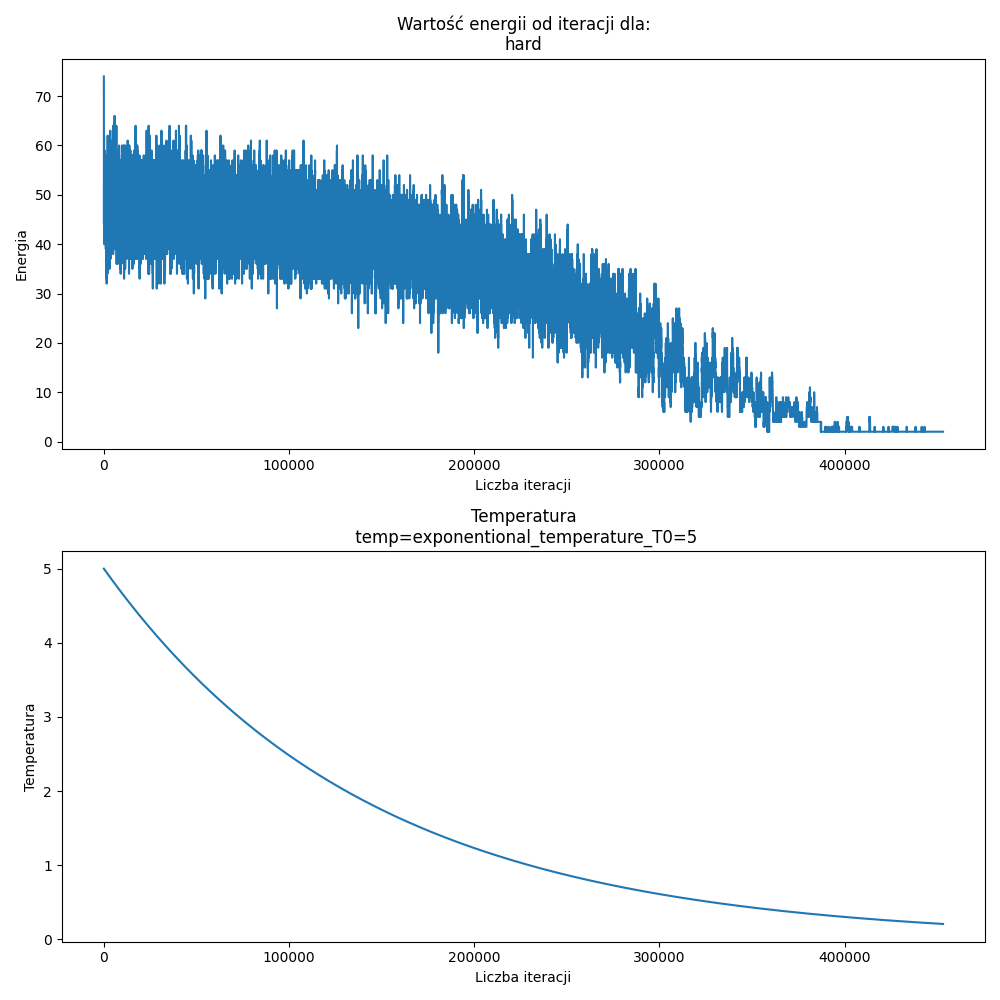 Wartość energii od iteracji dla:
hard
70
60
50
40
30
20
10
0
Energia
0 100000 200000 300000 400000
Liczba iteracji
Temperatura
temp=exponentional_temperature_T0=5
5
4
3
2
1
0
Temperatura
0 100000 200000 300000 400000
Liczba iteracji